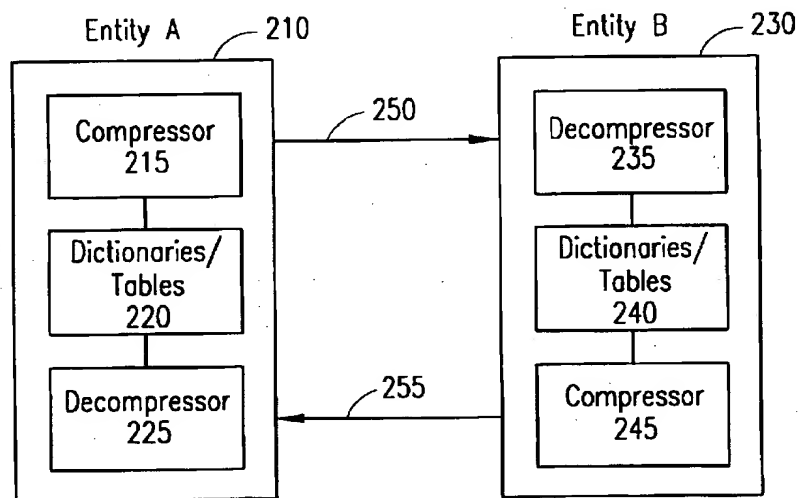 Entity A
210
Entity B
230
Compressor
215
250
Decompressor
235
Dictionaries/
Tables
220
Dictionaries/
Tables
240
Decompressor
225
255
Compressor
245